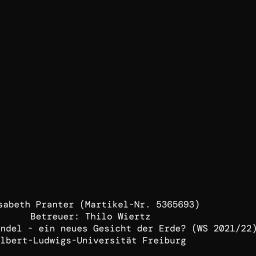 sabeth Pranter (Martikel-Nr. 5365693)
Betreuer: Thilo Wiertz
ndel - ein neues Gesicht der Erde? (WS 2021/22)
lbert-Ludwigs-Universität Freiburg